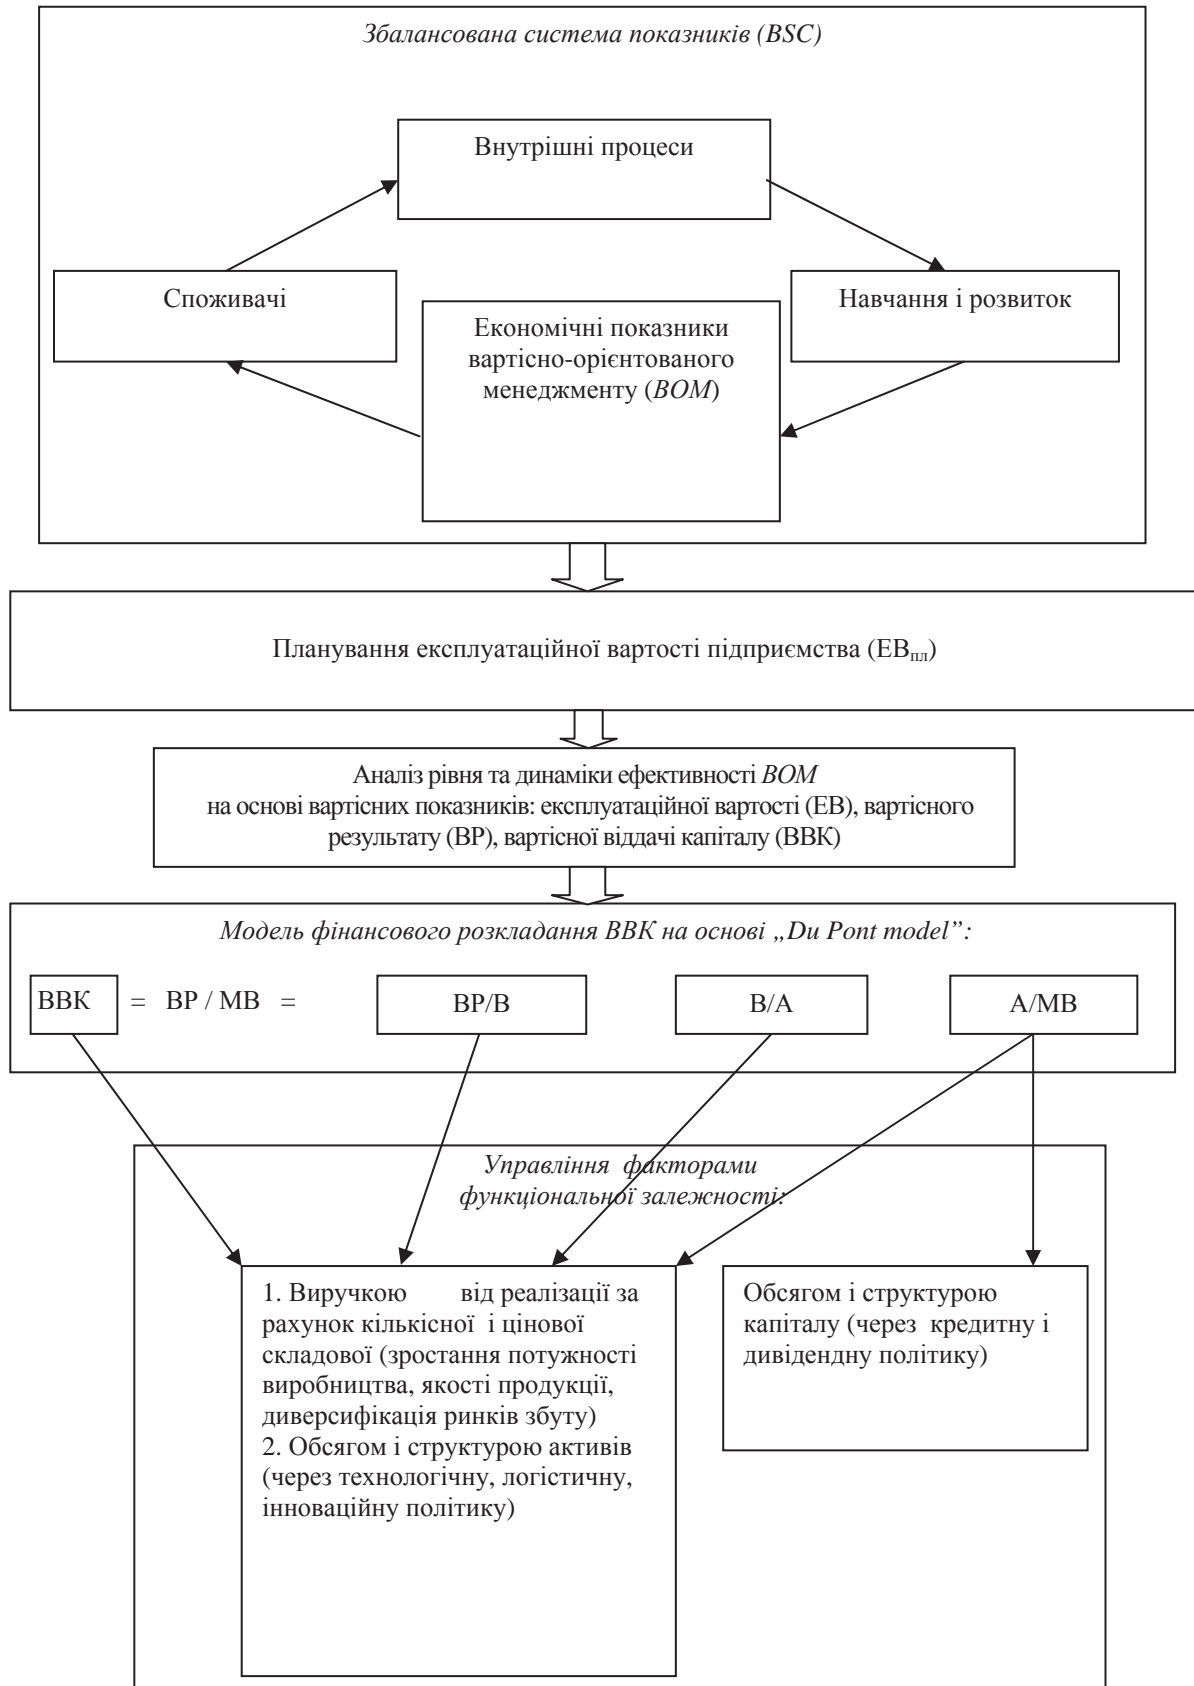 Збалансована система показників (BSC)
Внутрішні процеси
Споживачі
Навчання і розвиток
Економічні показники
вартісно-орієнтованого
менеджменту (ВОМ)
Планування експлуатаційної вартості підприємства (ЕВпл)
Аналіз рівня та динаміки ефективності ВОМ
на основі вартісних показників: експлуатаційної вартості (ЕВ), вартісного
результату (ВР), вартісної віддачі капіталу (ВВК)
Модель фінансового розкладання ВВК на основі „Du Pont model”:
ВВК = ВР / МВ = ВР/В В/А А/МВ
Управління факторами
функціональної залежності:
1. Виручкою від реалізації за
рахунок кількісної і цінової
складової (зростання потужності
виробництва, якості продукції,
диверсифікація ринків збуту)
2. Обсягом і структурою активів
(через технологічну, логістичну,
інноваційну політику)
Обсягом і структурою
капіталу (через кредитну і
дивідендну політику)